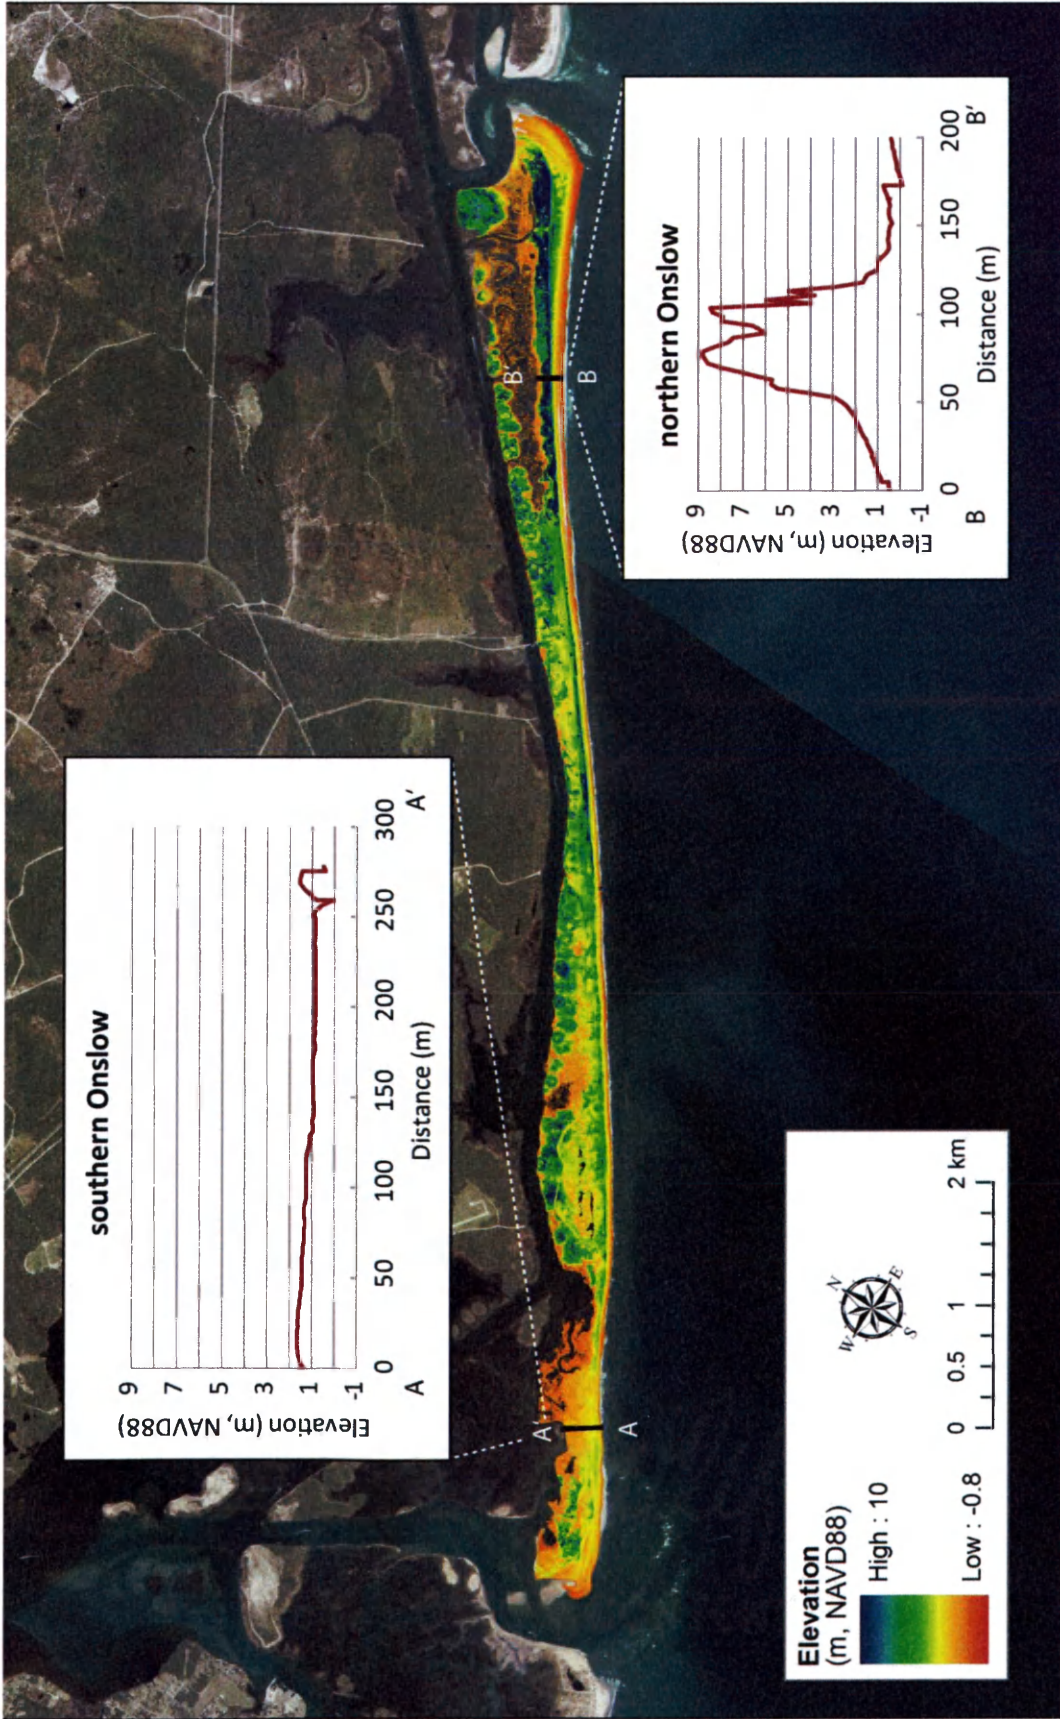 southern Onslow
Elevation (m, NAVD88)
9
7
5
3
1
-1
0
50
100
150
200
250
300
A
Distance (m)
A'
A'
A
northern Onslow
Elevation (m, NAVD88)
9
7
5
3
1
-1
0
50
100
150
200
B
Distance (m)
B'
B'
B
Elevation
(m, NAVD88)
High : 10
Low : -0.8
N
E
S
W
0
0.5
1
2 km